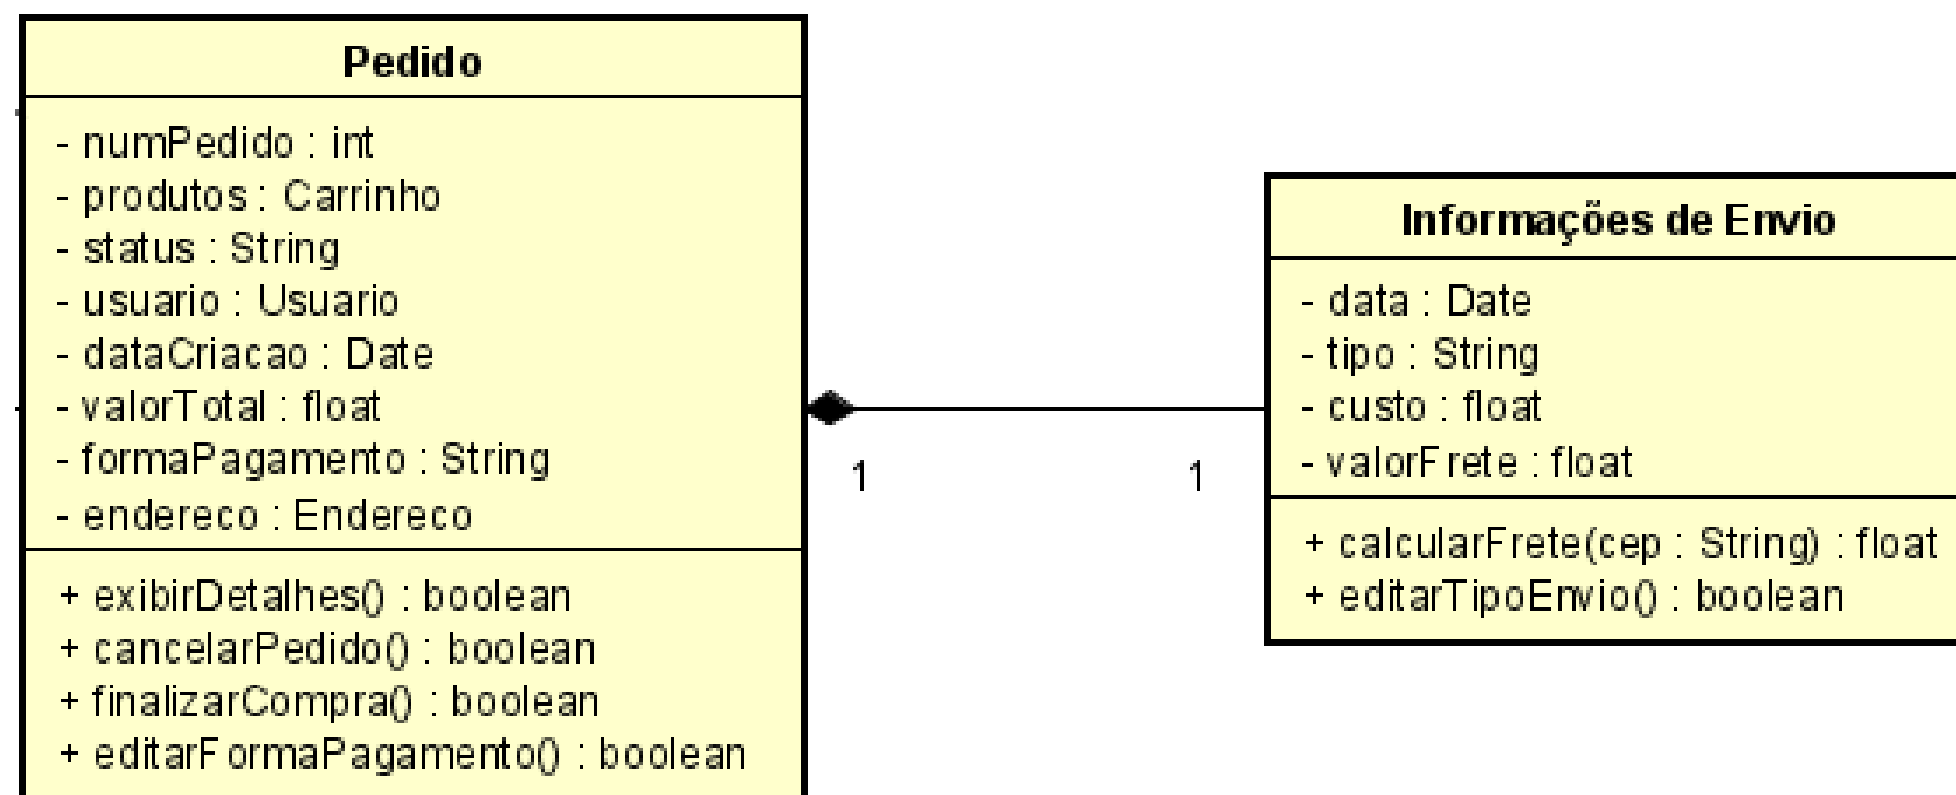 Pedido
- numPedido : int
- produtos : Carrinho
- status : String
- usuario : Usuario
- dataCriacao : Date
- valorTotal : float
- formaPagamento : String
- endereco : Endereco
+ exibirDetalhes() : boolean
+ cancelarPedido() : boolean
+ finalizarCompra() : boolean
+ editarFormaPagamento() : boolean
1
1
Informações de Envio
- data : Date
- tipo : String
- custo : float
- valorFrete : float
+ calcularFrete(cep : String) : float
+ editarTipoEnvio() : boolean